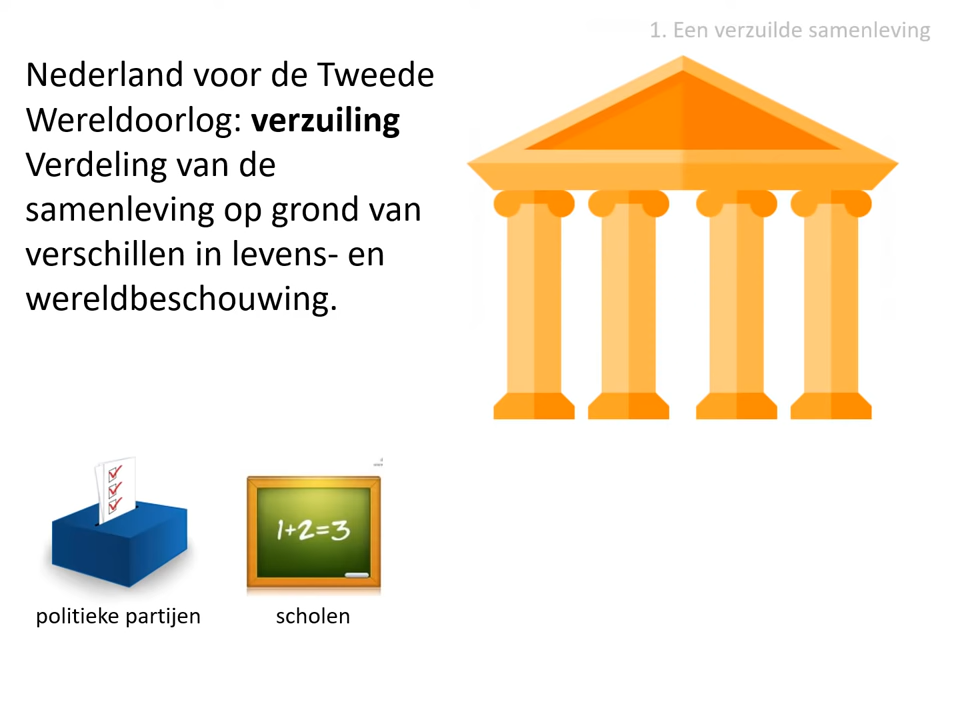 1. Een verzuilde samenleving
Nederland voor de Tweede
Wereldoorlog: verzuiling
Verdeling van de
samenleving op grond van
verschillen in levens- en
wereldbeschouwing.
1+2=3
politieke partijen
scholen